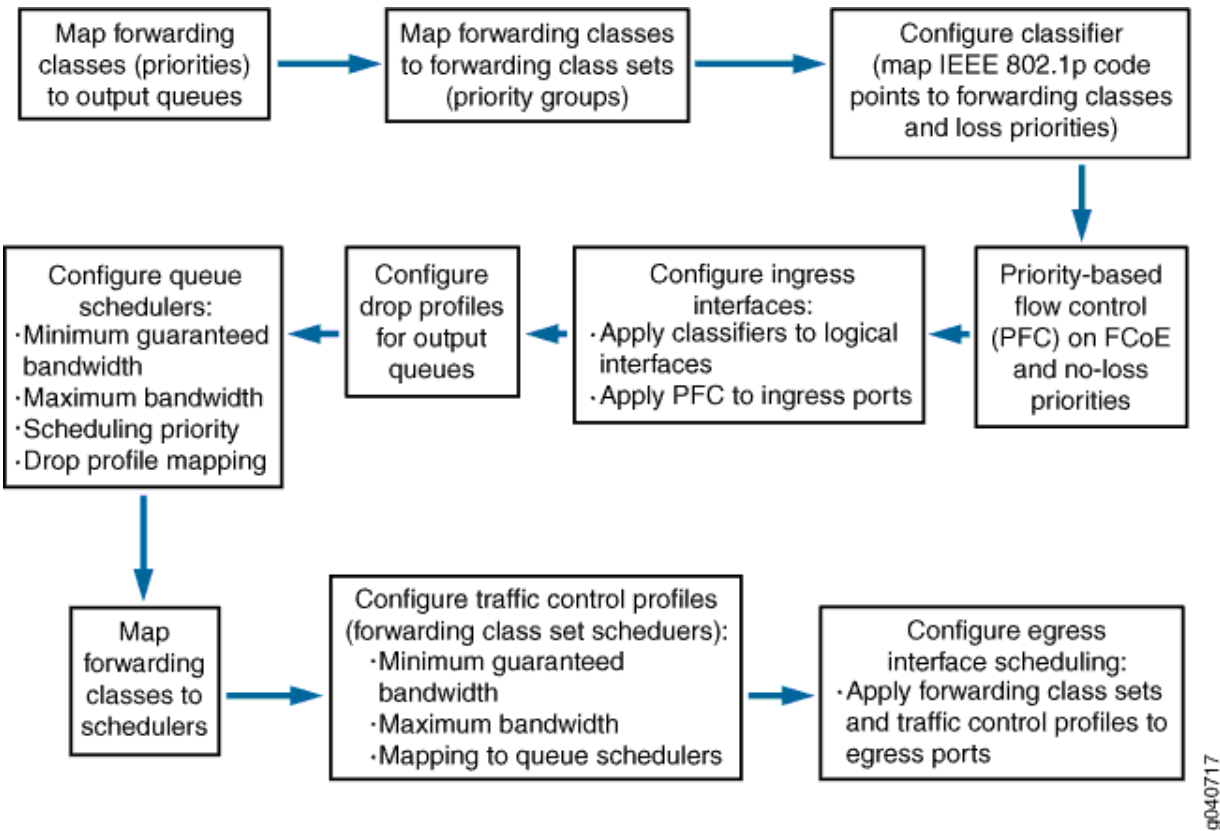 Map forwarding
classes (priorities)
to output queues
Map forwarding classes
to forwarding class sets
(priority groups)
Configure classifier
(map IEEE 802.1p code
points to forwarding classes
and loss priorities)
Priority-based
flow control
(PFC) on FCoE
and no-loss
priorities
Configure ingress
interfaces:
·Apply classifiers to logical
interfaces
·Apply PFC to ingress ports
Configure
drop profiles
for output
queues
Configure queue
schedulers:
·Minimum guaranteed
bandwidth
·Maximum bandwidth
·Scheduling priority
·Drop profile mapping
Map
forwarding
classes to
schedulers
Configure traffic control profiles
(forwarding class set scheduers):
·Minimum guaranteed
bandwidth
·Maximum bandwidth
·Mapping to queue schedulers
Configure egress
interface scheduling:
·Apply forwarding class sets
and traffic control profiles to
egress ports
g040717